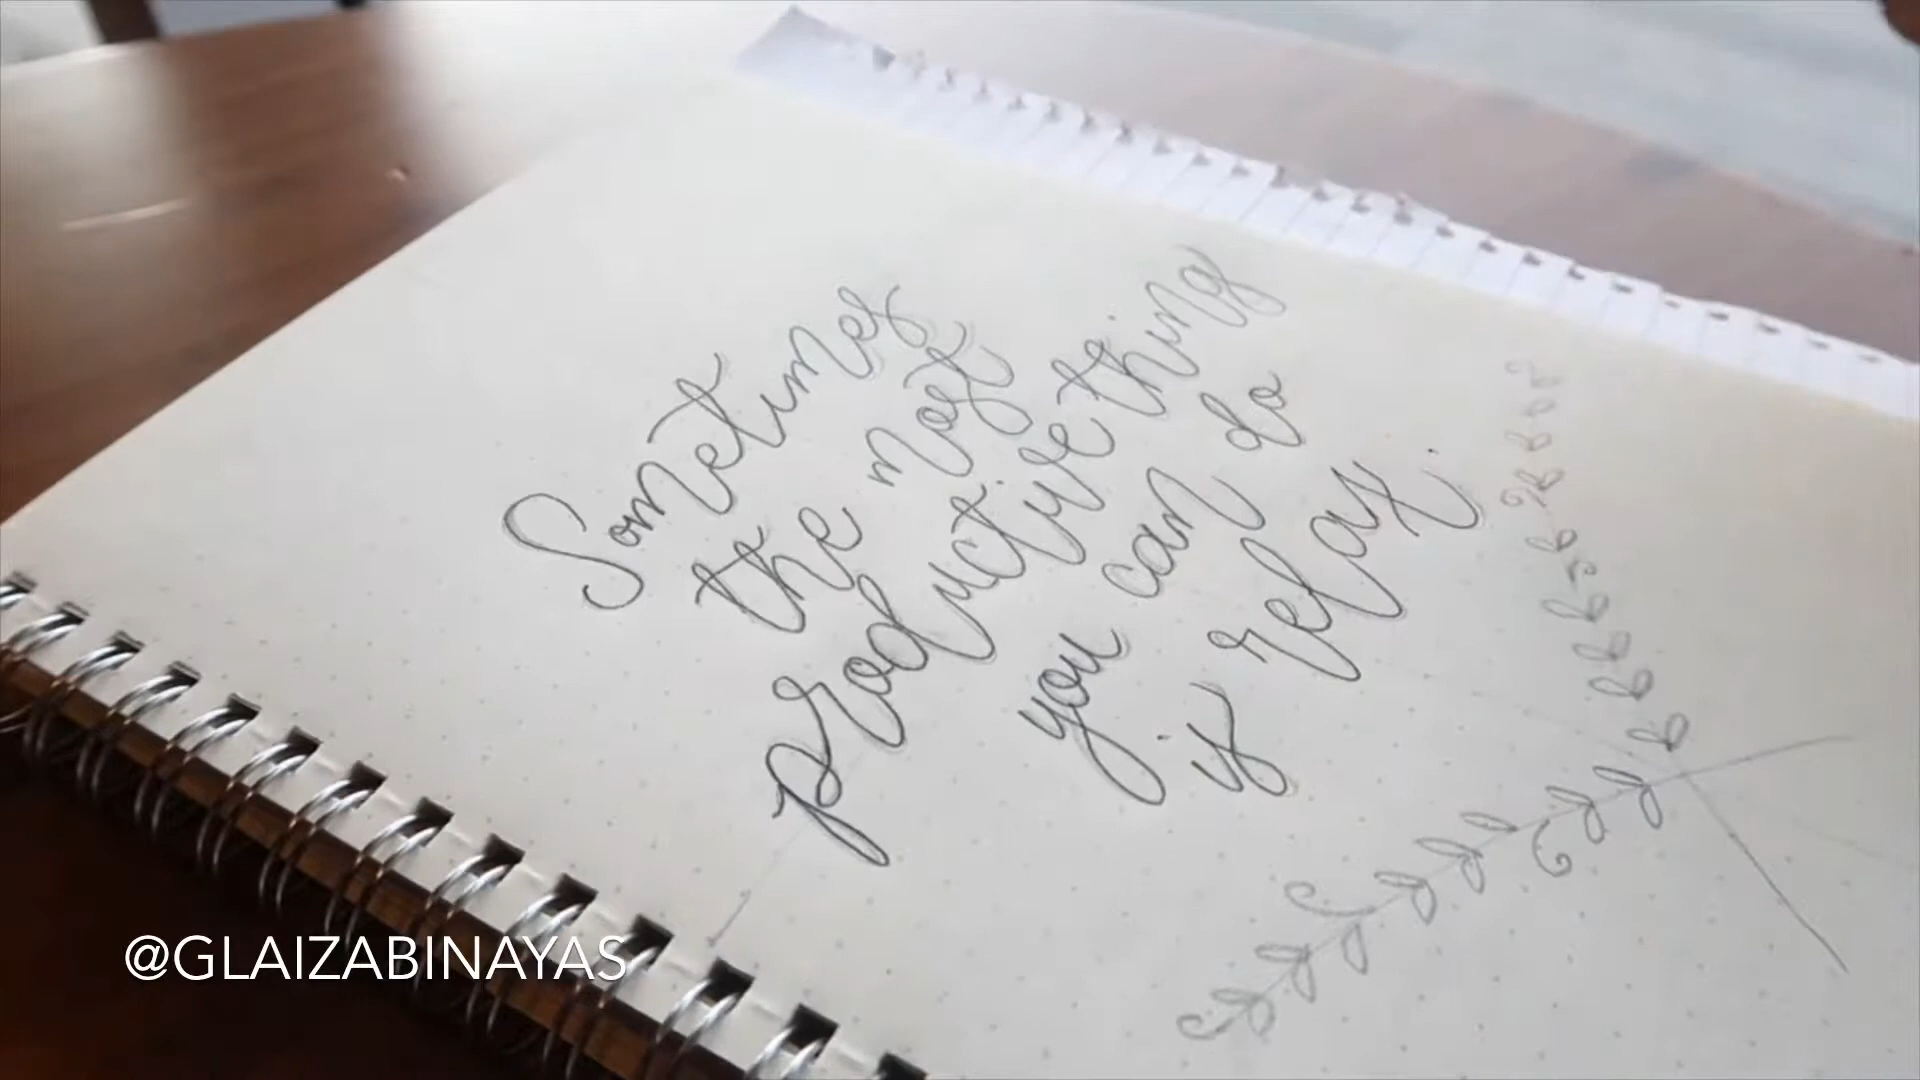 Sometimes
the most
productive thing
you can do
is relax.
@GLAIZABINAYAS